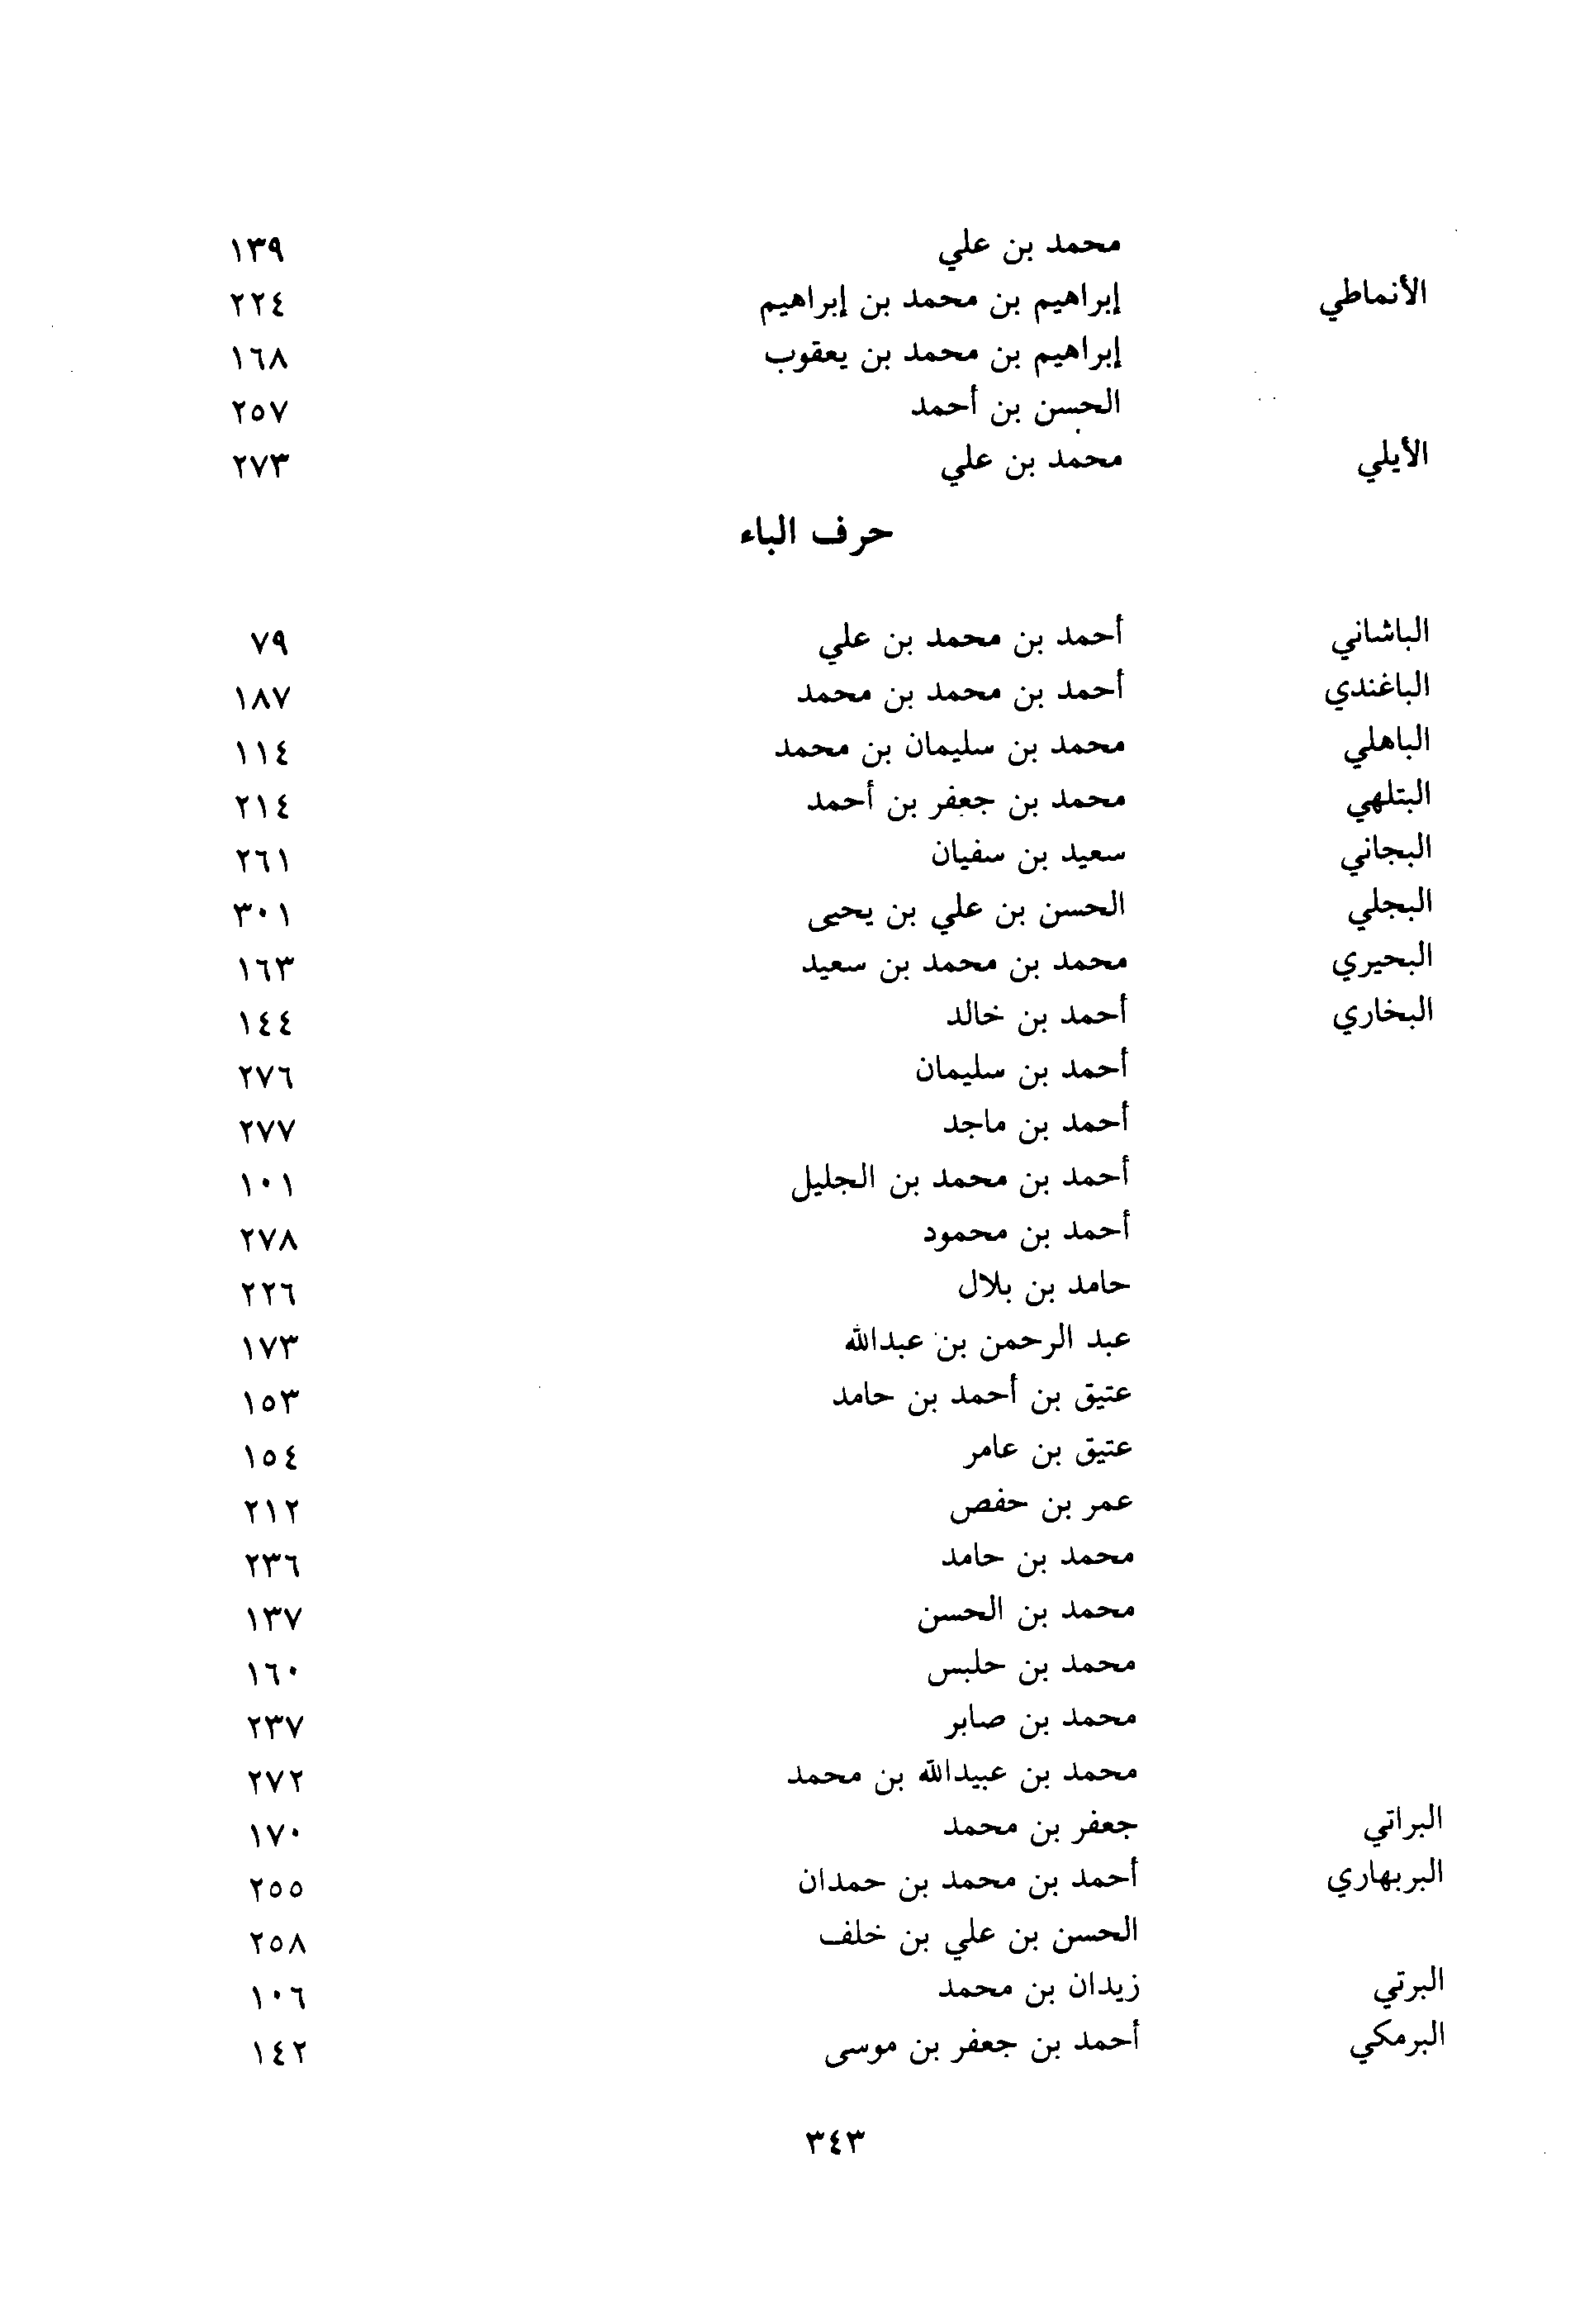 محمد بن علي ١٣٩
الأنماطي إبراهيم بن محمد بن إبراهيم ٢٢٤
إبراهيم بن محمد بن يعقوب ١٦٨
الحسن بن أحمد ٢٥٧
الأيلي محمد بن علي ٢٧٣
حرف الباء
الباشاني أحمد بن محمد بن علي ٧٩
الباغندي أحمد بن محمد بن محمد ١٨٧
الباهلي محمد بن سليمان بن محمد ١١٤
البتلهي محمد بن جعفر بن أحمد ٢١٤
البجاني سعيد بن سفيان ٢٦١
البجلي الحسن بن علي بن يحيى ٣٠١
البحيري محمد بن محمد بن سعيد ١٦٣
البخاري أحمد بن خالد ١٤٤
أحمد بن سليمان ٢٧٦
أحمد بن ماجد ٢٧٧
أحمد بن محمد بن الجليل ١٠١
أحمد بن محمود ٢٧٨
حامد بن بلال ٢٢٦
عبد الرحمن بن عبدالله ١٧٣
عتيق بن أحمد بن حامد ١٥٣
عتيق بن عامر ١٥٤
عمر بن حفص ٢١٢
محمد بن حامد ٢٣٦
محمد بن الحسن ١٣٧
محمد بن حلبس ١٦٠
محمد بن صابر ٢٣٧
محمد بن عبيدالله بن محمد ٢٧٢
البراتي جعفر بن محمد ١٧٠
البربهاري أحمد بن محمد بن حمدان ٢٥٥
الحسن بن علي بن خلف ٢٥٨
البرتي زيدان بن محمد ١٠٦
البرمكي أحمد بن جعفر بن موسى ١٤٢
٣٤٣